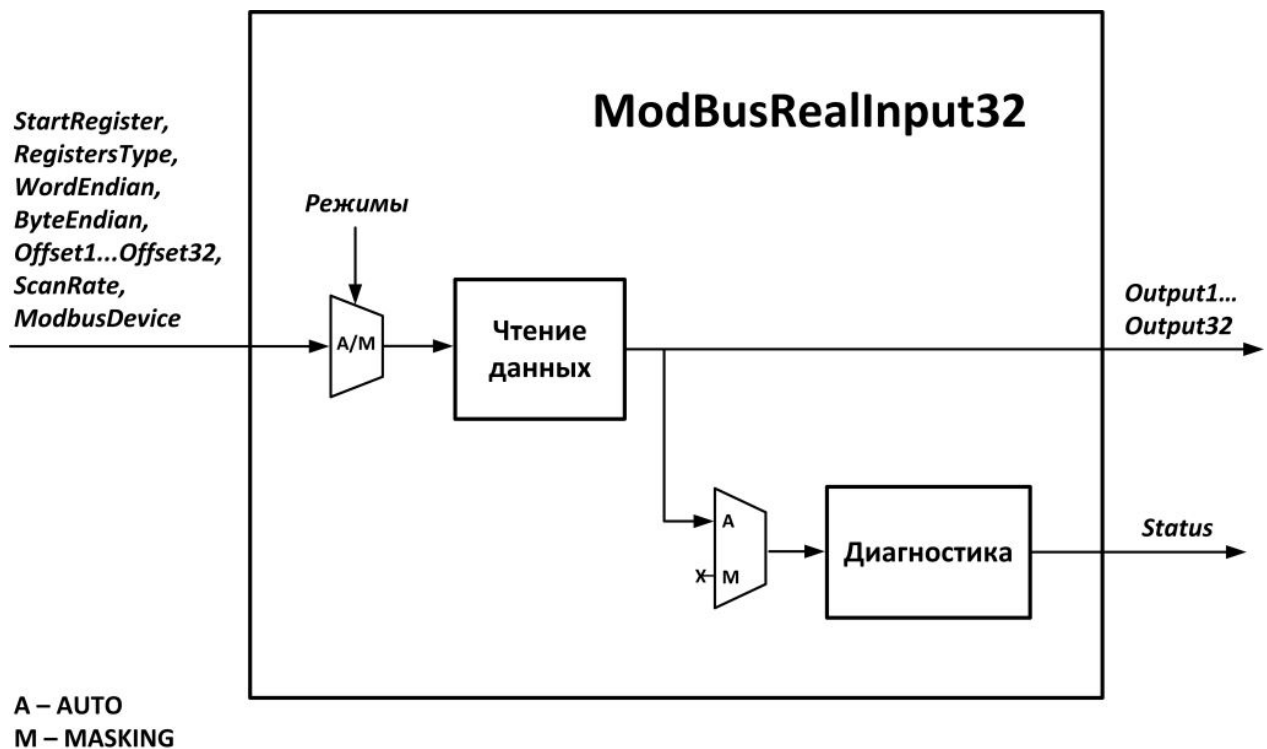 ModBusRealInput32
StartRegister,
RegistersType,
WordEndian,
ByteEndian,
Offset1...Offset32,
ScanRate,
ModbusDevice
Режимы
A/M
Чтение
данных
Output1...
Output32
A
X
M
Диагностика
Status
A – AUTO
M – MASKING